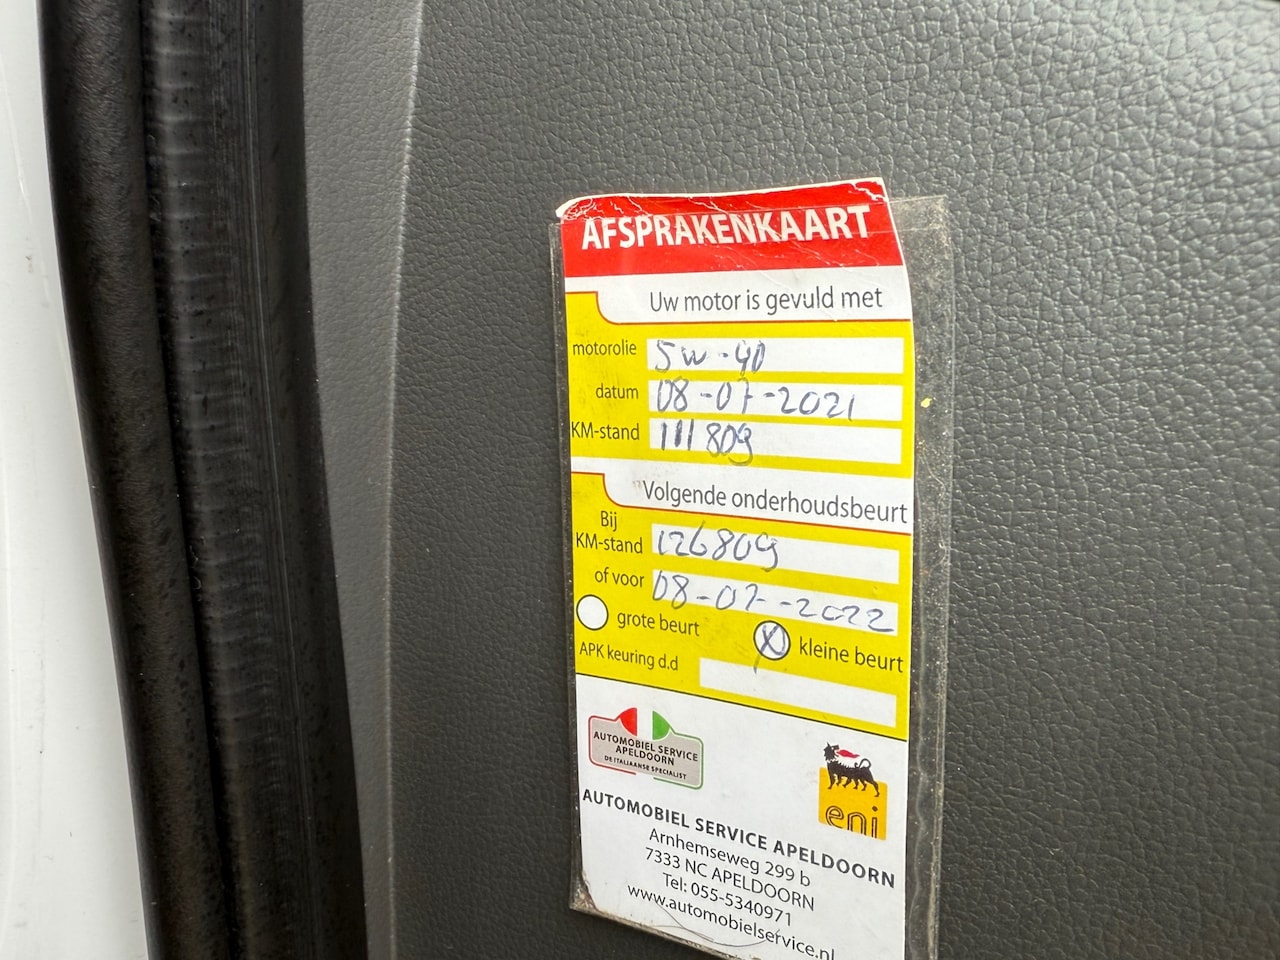 AFSPRAKENKAART
Uw motor is gevuld met
motorolie 5w-40
datum 08-07-2021
KM-stand 111809
Volgende onderhoudsbeurt
Bij
KM-stand 126809
of voor 08-07-2022
grote beurt X kleine beurt
APK keuring d.d
AUTOMOBIEL SERVICE
APELDOORN
DE ITALIAANSE SPECIALIST
eni
AUTOMOBIEL SERVICE APELDOORN
Arnhemseweg 299 b
7333 NC APELDOORN
Tel: 055-5340971
www.automobielservice.nl